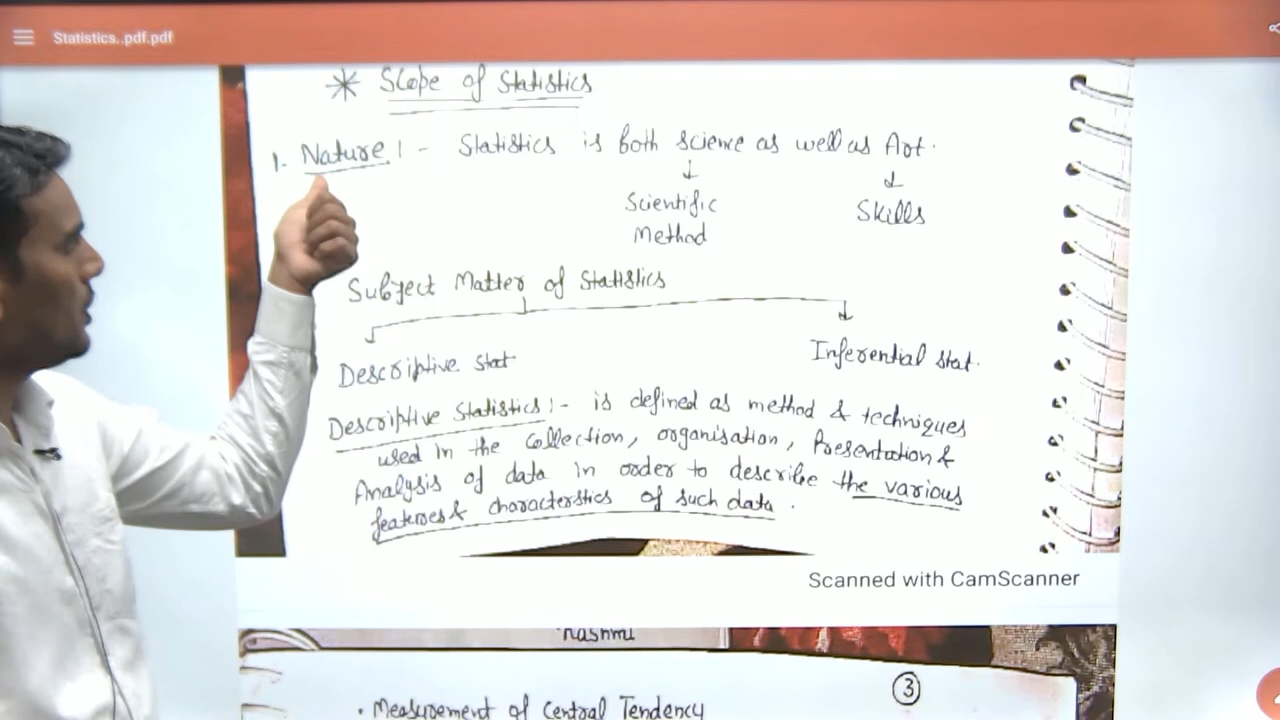 Statistics..pdf.pdf
* Scope of Statistics
1. Nature :- Statistics is both science as well as Art.
Scientific Method
Skills
Subject Matter of Statistics
Descriptive stat
Inferential stat.
Descriptive Statistics :- is defined as method & techniques
used in the collection, organisation, Presentation &
Analysis of data in order to describe the various
features & characterstics of such data.
Scanned with CamScanner
Rashmi
3
• Measurement of Central Tendency